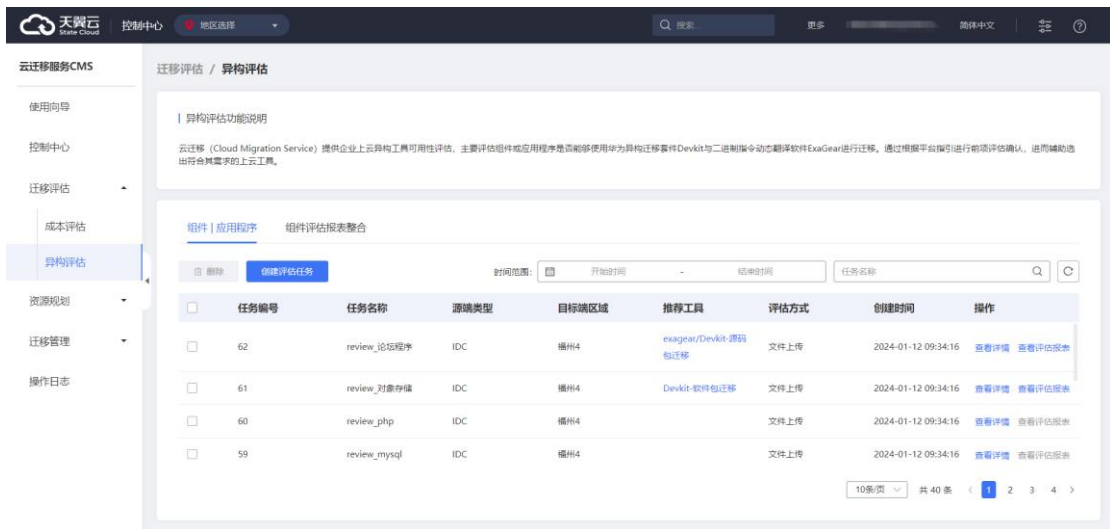 天翼云
State Cloud
控制中心
地区选择
搜索...
更多
简体中文
云迁移服务CMS
使用向导
控制中心
迁移评估
成本评估
异构评估
资源规划
迁移管理
操作日志
迁移评估 / 异构评估
异构评估功能说明
云迁移（Cloud Migration Service）提供企业上云异构工具可用性评估，主要评估组件或应用程序是否能够使用华为异构迁移套件Devkit与二进制指令动态翻译软件ExaGear进行迁移。通过根据平台指引进行前项评估确认，进而辅助选
出符合其需求的上云工具。
组件 | 应用程序 组件评估报表整合
删除 创建评估任务 时间范围: 开始时间 - 结束时间 任务名称
任务编号 任务名称 源端类型 目标端区域 推荐工具 评估方式 创建时间 操作
62 review_论坛程序 IDC 福州4 exagear/Devkit-源码
包迁移 文件上传 2024-01-12 09:34:16 查看详情 查看评估报表
61 review_对象存储 IDC 福州4 Devkit-软件包迁移 文件上传 2024-01-12 09:34:16 查看详情 查看评估报表
60 review_php IDC 福州4 文件上传 2024-01-12 09:34:16 查看详情 查看评估报表
59 review_mysql IDC 福州4 文件上传 2024-01-12 09:34:16 查看详情 查看评估报表
10条/页 共 40 条 < 1 2 3 4 >